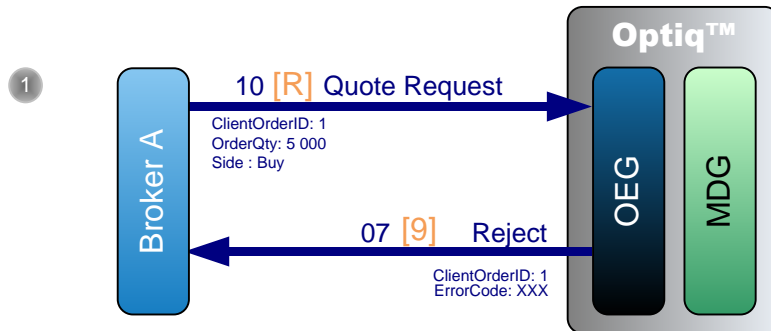 Optiq™
1
10 [R] Quote Request
ClientOrderID: 1
OrderQty: 5 000
Side : Buy
Broker A
OEG
MDG
07 [9] Reject
ClientOrderID: 1
ErrorCode: XXX